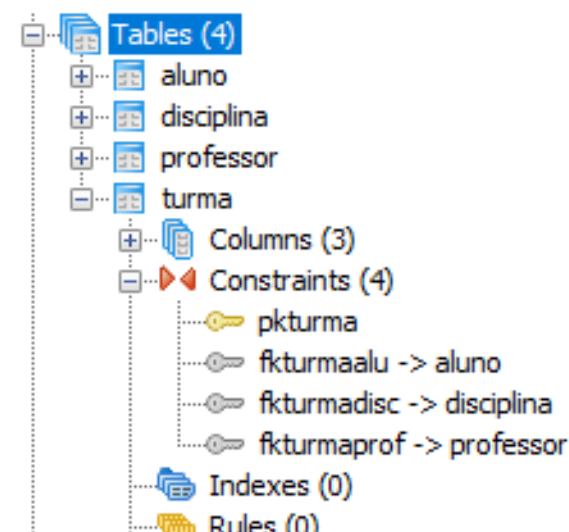 Tables (4)
aluno
disciplina
professor
turma
Columns (3)
Constraints (4)
pkturma
fkturmaalu -> aluno
fkturmadisc -> disciplina
fkturmaprof -> professor
Indexes (0)
Rules (0)